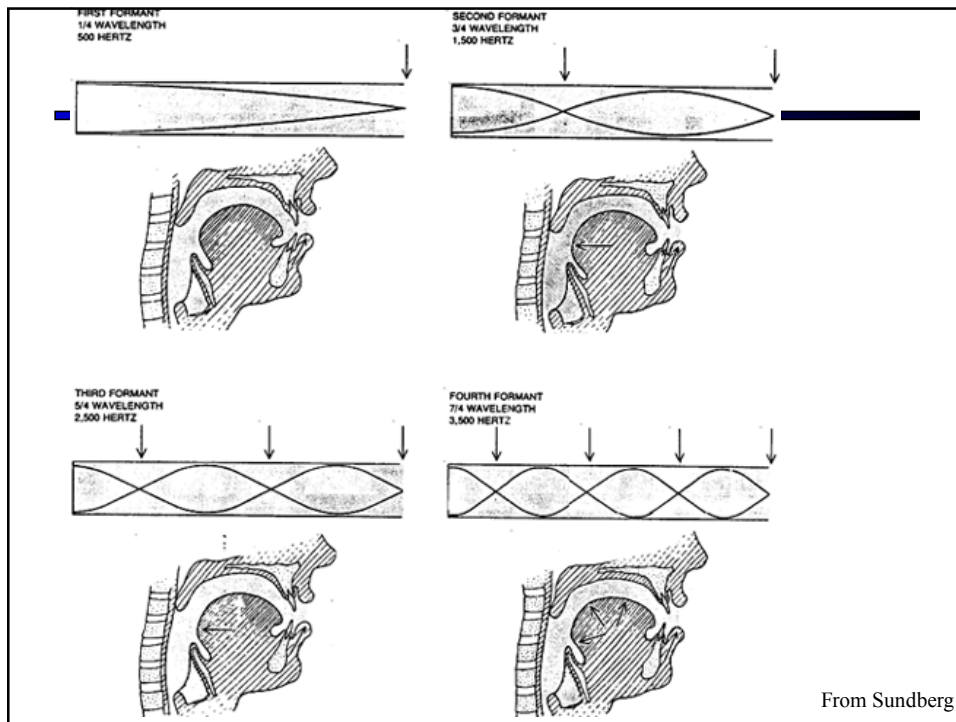 FIRST FORMANT
1/4 WAVELENGTH
500 HERTZ
SECOND FORMANT
3/4 WAVELENGTH
1,500 HERTZ
THIRD FORMANT
5/4 WAVELENGTH
2,500 HERTZ
FOURTH FORMANT
7/4 WAVELENGTH
3,500 HERTZ
From Sundberg